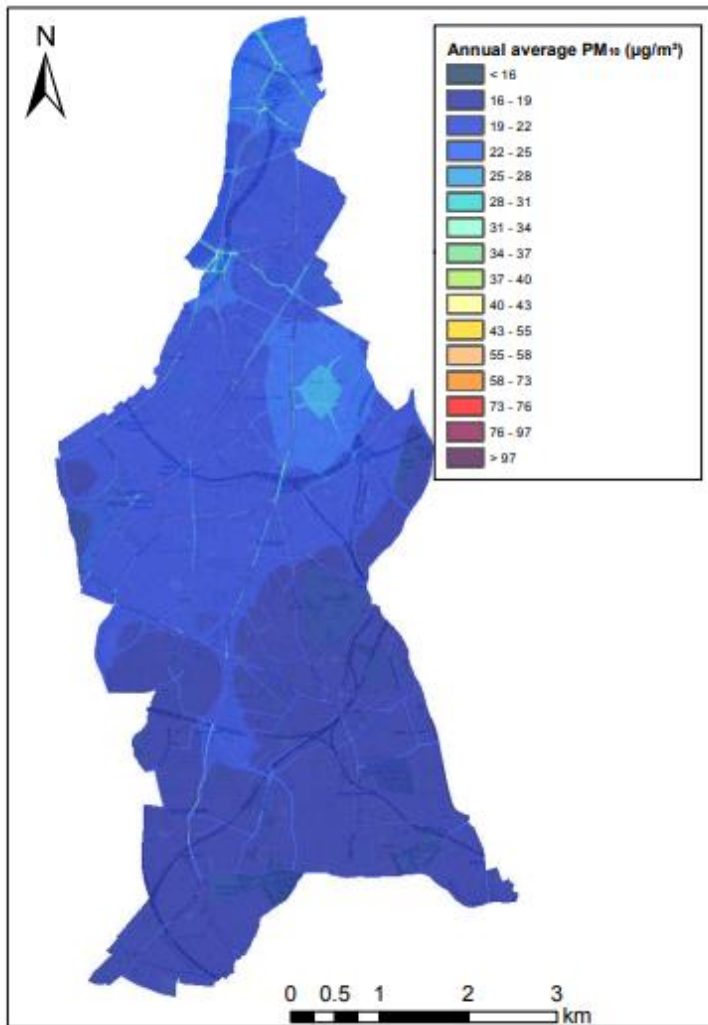 N
Annual average PM₁₀ (µg/m³)
< 16
16 - 19
19 - 22
22 - 25
25 - 28
28 - 31
31 - 34
34 - 37
37 - 40
40 - 43
43 - 55
55 - 58
58 - 73
73 - 76
76 - 97
> 97
0 0.5 1 2 3
km